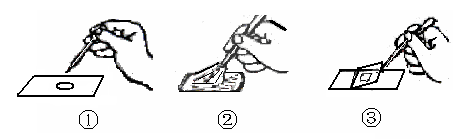 ① ② ③